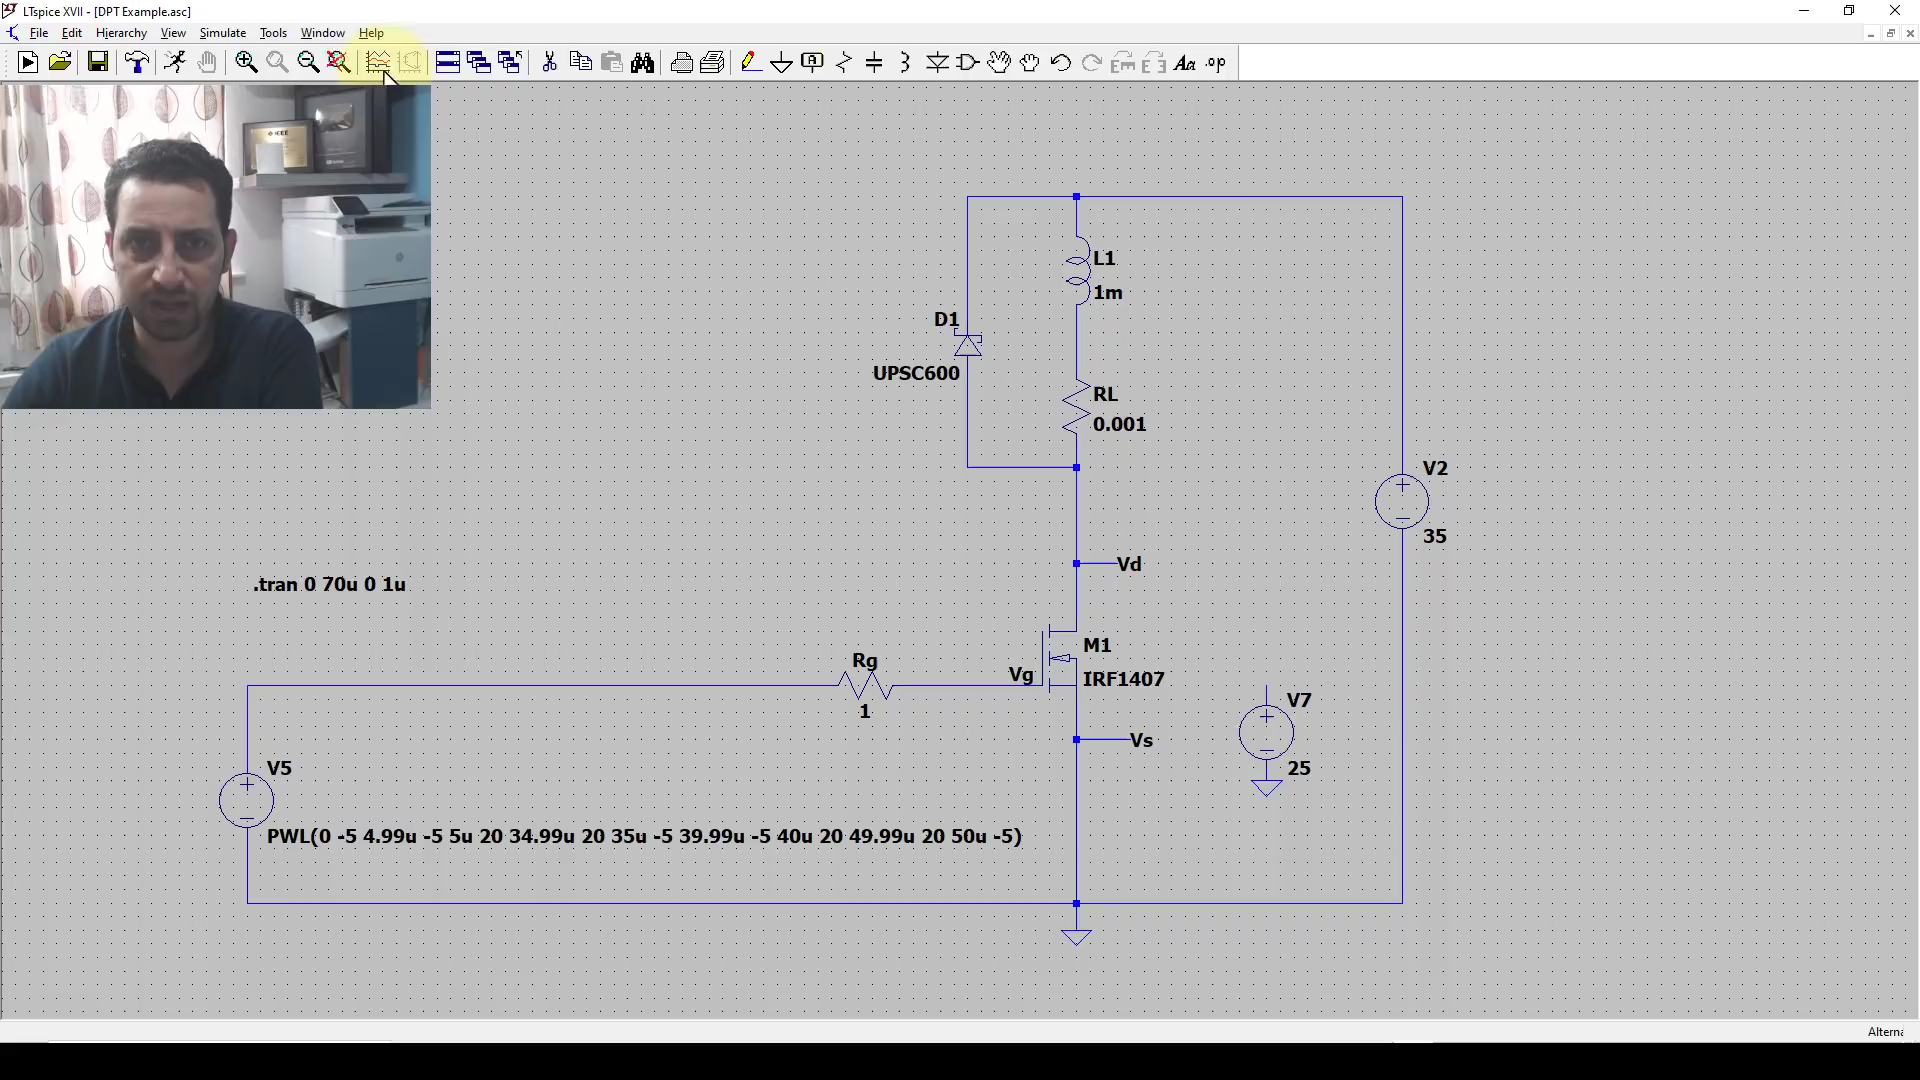 LTspice XVII - [DPT Example.asc]
File Edit Hierarchy View Simulate Tools Window Help
Aa .op
IEEE
L1
1m
D1
UPSC600
RL
0.001
V2
35
Vd
.tran 0 70u 0 1u
M1
Rg
Vg
IRF1407
1
V7
Vs
V5
25
PWL(0 -5 4.99u -5 5u 20 34.99u 20 35u -5 39.99u -5 40u 20 49.99u 20 50u -5)